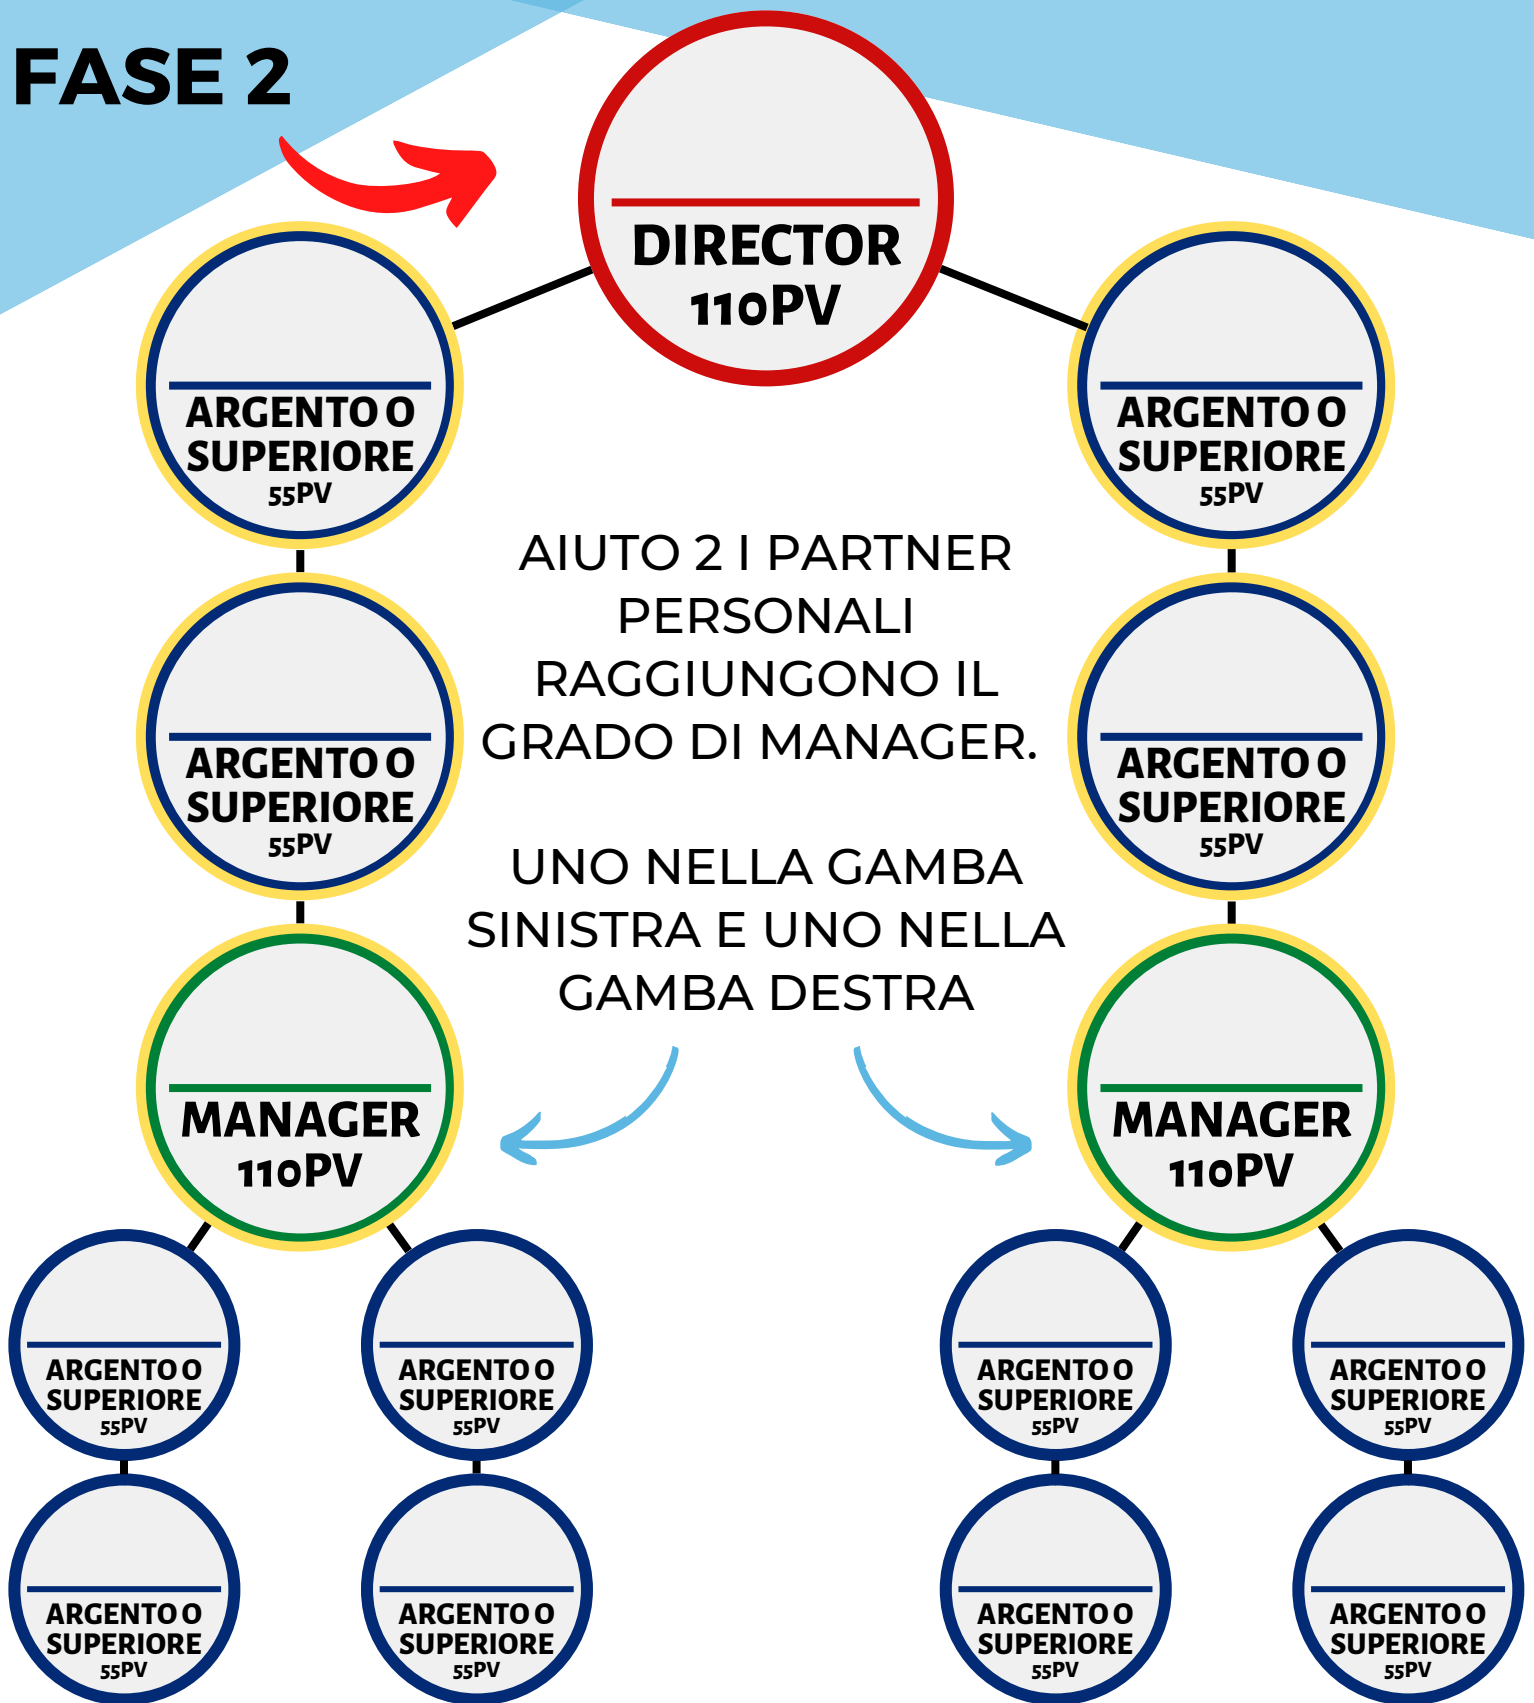 FASE 2
DIRECTOR
110PV
ARGENTO O
SUPERIORE
55PV
ARGENTO O
SUPERIORE
55PV
AIUTO 2 I PARTNER
PERSONALI
RAGGIUNGONO IL
GRADO DI MANAGER.
ARGENTO O
SUPERIORE
55PV
ARGENTO O
SUPERIORE
55PV
UNO NELLA GAMBA
SINISTRA E UNO NELLA
GAMBA DESTRA
MANAGER
110PV
MANAGER
110PV
ARGENTO O
SUPERIORE
55PV
ARGENTO O
SUPERIORE
55PV
ARGENTO O
SUPERIORE
55PV
ARGENTO O
SUPERIORE
55PV
ARGENTO O
SUPERIORE
55PV
ARGENTO O
SUPERIORE
55PV
ARGENTO O
SUPERIORE
55PV
ARGENTO O
SUPERIORE
55PV